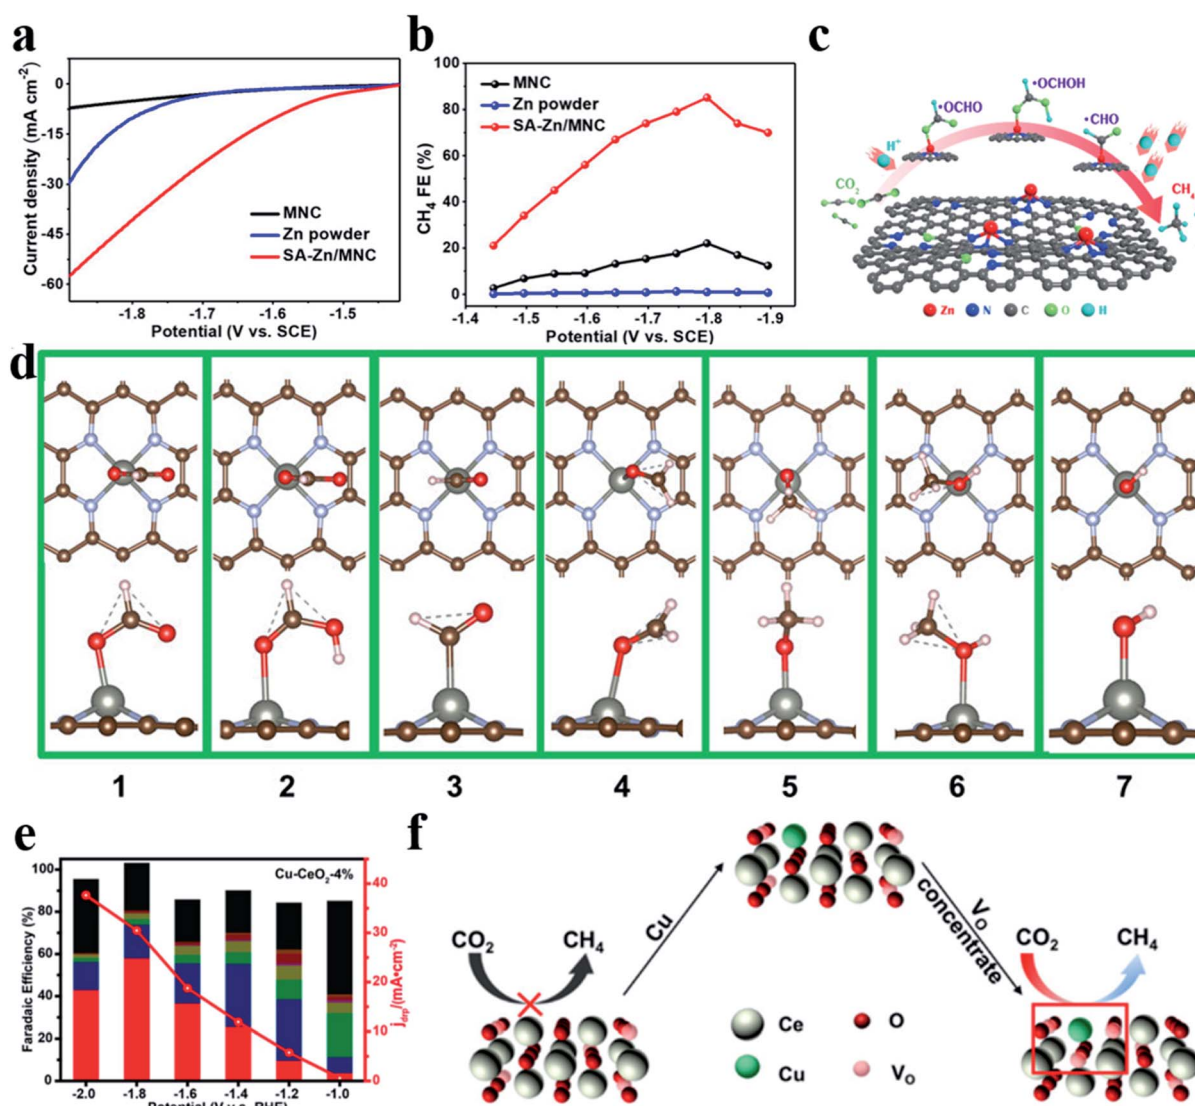 a
Current density (mA cm-2)
0
-15
-30
-45
-60
MNC
Zn powder
SA-Zn/MNC
-1.8
-1.7
-1.6
-1.5
Potential (V vs. SCE)
b
CH4 FE (%)
100
80
60
40
20
0
MNC
Zn powder
SA-Zn/MNC
-1.4
-1.5
-1.6
-1.7
-1.8
-1.9
Potential (V vs. SCE)
c
•OCHO
•OCHOH
•CHO
H+
CO2
CH4
Zn
N
C
O
H
d
1
2
3
4
5
6
7
e
Faradaic Efficiency (%)
100
80
60
40
20
0
Cu-CeO2-4%
40
30
20
10
0
jdrp/(mA•cm-2)
-2.0
-1.8
-1.6
-1.4
-1.2
-1.0
f
CO2
CH4
Cu
VO
concentrate
CO2
CH4
Ce
O
Cu
VO